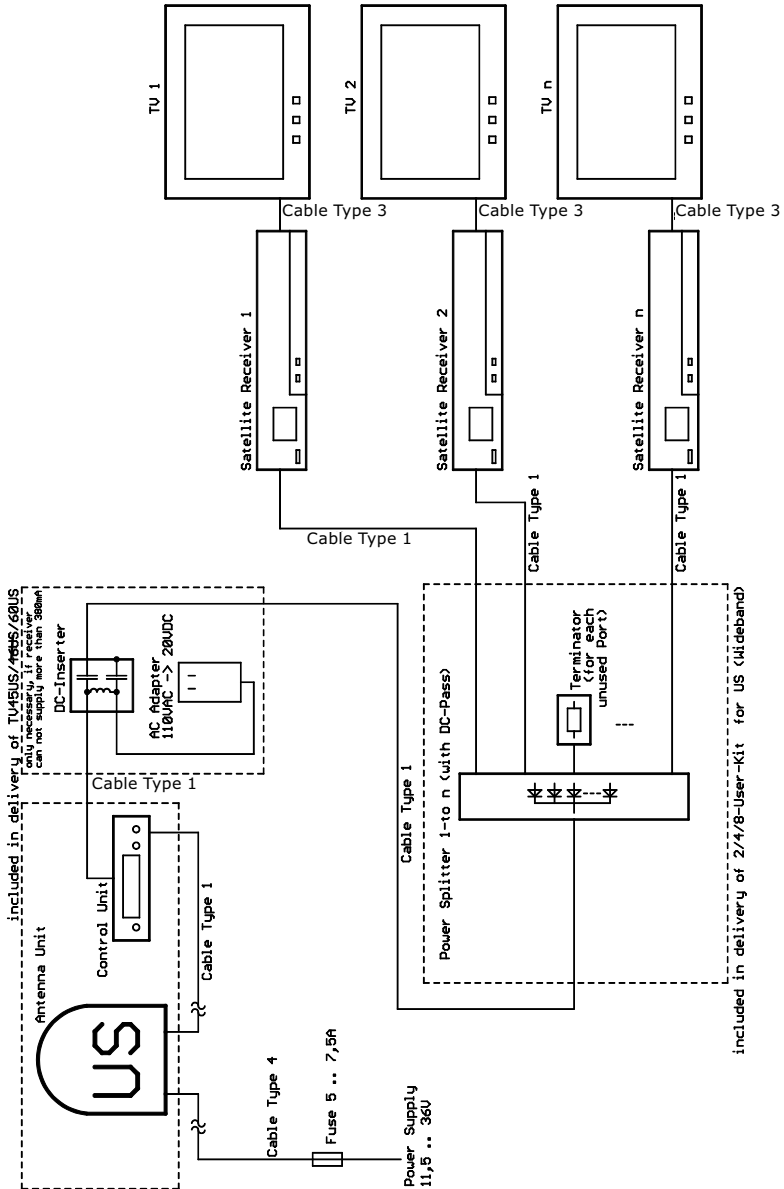 included in delivery of TV45US/46US/60US
Antenna Unit
US
Control Unit
Cable Type 1
Cable Type 4
Fuse 5 .. 7,5A
Power Supply
11,5 .. 36V
only necessary, if receiver
can not supply more than 380mA
DC-Inserter
AC Adapter
110VAC -> 20VDC
Cable Type 1
Cable Type 1
Power Splitter 1-to n (with DC-Pass)
Terminator
(for each
unused Port)
included in delivery of 2/4/8-User-Kit for US (Wideband)
Cable Type 1
Cable Type 1
Cable Type 1
Satellite Receiver 1
Satellite Receiver 2
Satellite Receiver n
Cable Type 3
Cable Type 3
Cable Type 3
TV 1
TV 2
TV n